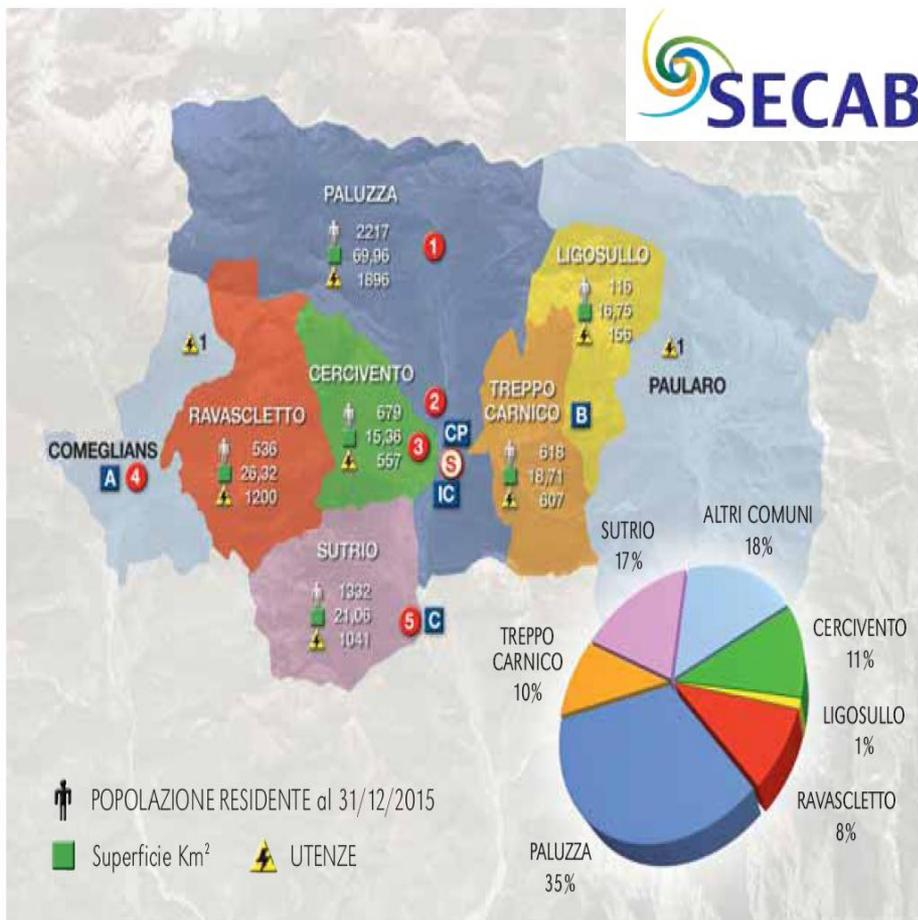 SECAB
PALUZZA
2217
69,96
1896
1
LIGOSULLO
116
16,75
156
1
PAULARO
1
CERCIVENTO
679
15,36
557
2
3
CP
S
IC
TREPPO
CARNICO
B
618
18,71
607
RAVASCLETTO
536
26,32
1200
COMEGLIANS
A
4
SUTRIO
1332
21,06
1041
5
C
SUTRIO
17%
ALTRI COMUNI
18%
CERCIVENTO
11%
LIGOSULLO
1%
RAVASCLETTO
8%
TREPPO
CARNICO
10%
PALUZZA
35%
POPOLAZIONE RESIDENTE al 31/12/2015
Superficie Km²
UTENZE